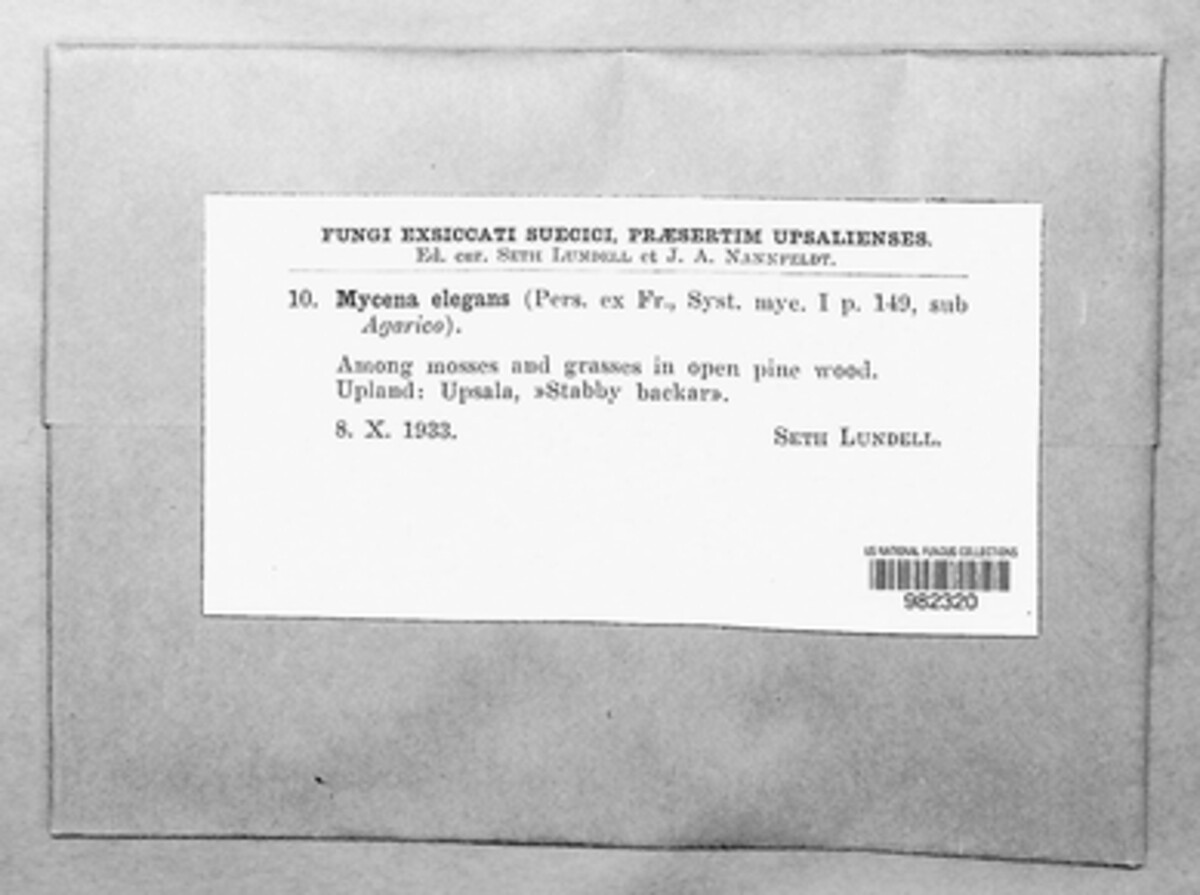 FUNGI EXSICCATI SUECICI, PRÆSERTIM UPSALIENSES.
Ed. cur. SETH LUNDELL et J. A. NANNFELDT.
10. Mycena elegans (Pers. ex Fr., Syst. myc. I p. 149, sub
Agarico).
Among mosses and grasses in open pine wood.
Upland: Upsala, »Stabby backar».
8. X. 1933.
SETH LUNDELL.
US NATIONAL FUNGUS COLLECTIONS
982320